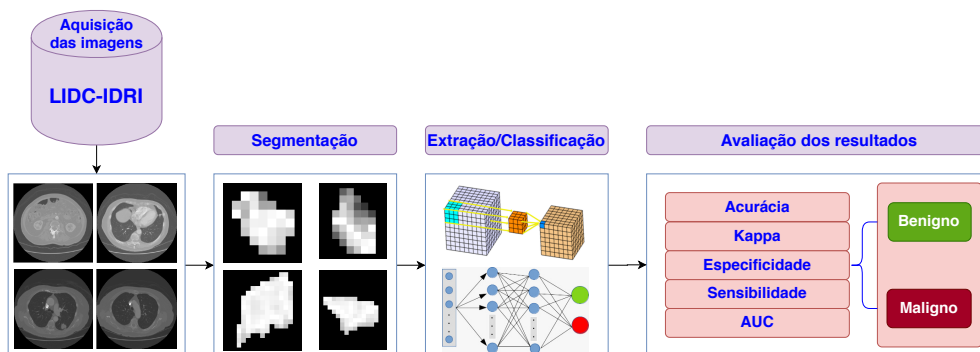 Aquisição
das imagens
LIDC-IDRI
Segmentação
Extração/Classificação
Avaliação dos resultados
Acurácia
Kappa
Especificidade
Sensibilidade
AUC
Benigno
Maligno